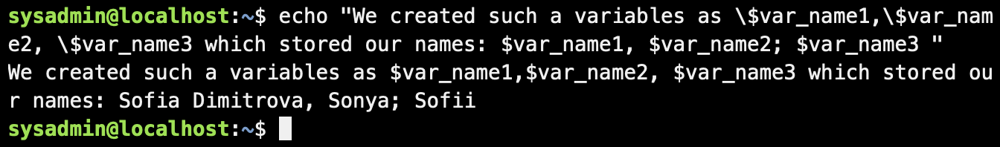 sysadmin@localhost:~$ echo "We created such a variables as \$var_name1,\$var_nam
e2, \$var_name3 which stored our names: $var_name1, $var_name2; $var_name3 "
We created such a variables as $var_name1,$var_name2, $var_name3 which stored ou
r names: Sofia Dimitrova, Sonya; Sofii
sysadmin@localhost:~$